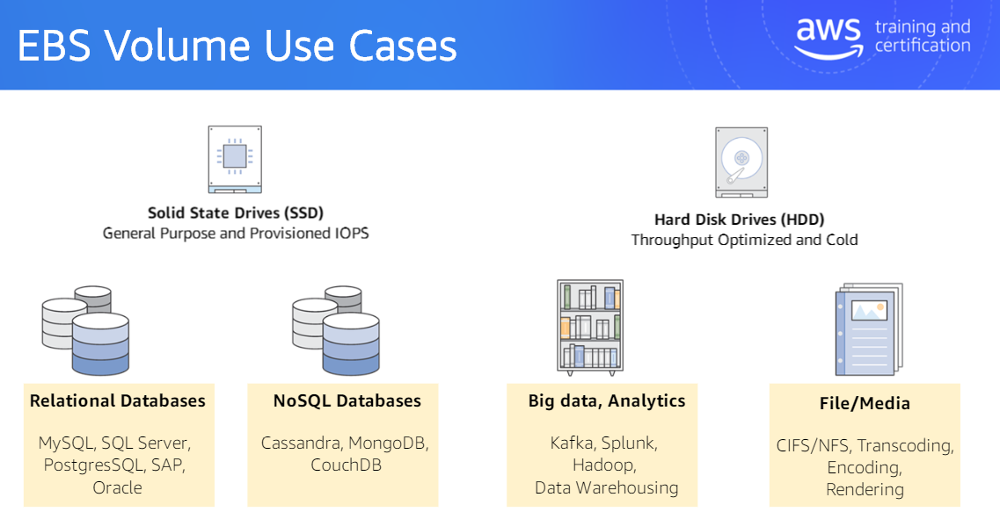 EBS Volume Use Cases
aws
training and
certification
Solid State Drives (SSD)
General Purpose and Provisioned IOPS
Hard Disk Drives (HDD)
Throughput Optimized and Cold
Relational Databases
MySQL, SQL Server,
PostgresSQL, SAP,
Oracle
NoSQL Databases
Cassandra, MongoDB,
CouchDB
Big data, Analytics
Kafka, Splunk,
Hadoop,
Data Warehousing
File/Media
CIFS/NFS, Transcoding,
Encoding,
Rendering